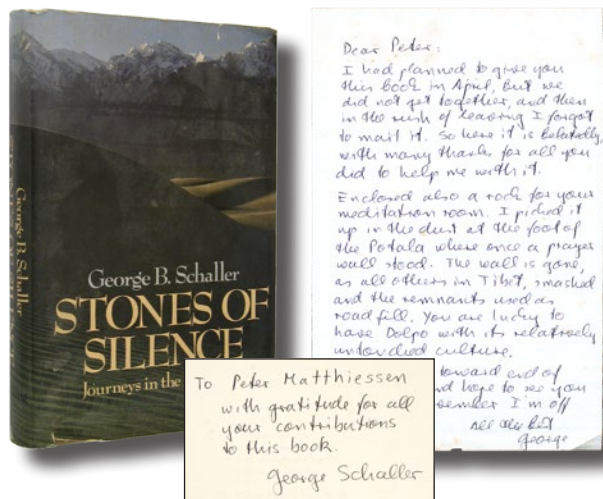 George B. Schaller
George B. Schaller
STONES OF
SILENCE
Journeys in the
Dear Peter:
I had planned to give you
this book in April, but we
did not get together, and then
in the rush of leaving I forgot
to mail it. So here it is belatedly,
with many thanks for all you
did to help me with it.
Enclosed also a rock for your
meditation room. I picked it
up in the dust at the foot of
the Potala where once a prayer
wall stood. The wall is gone,
as all others in Tibet, smashed
and the remnants used as
road fill. You are lucky to
have Dolpo with its relatively
untouched culture.
toward end of
nd hope to see you
vember I'm off
All the best
George
To Peter Matthiessen
with gratitude for all
your contributions
to this book.
George Schaller